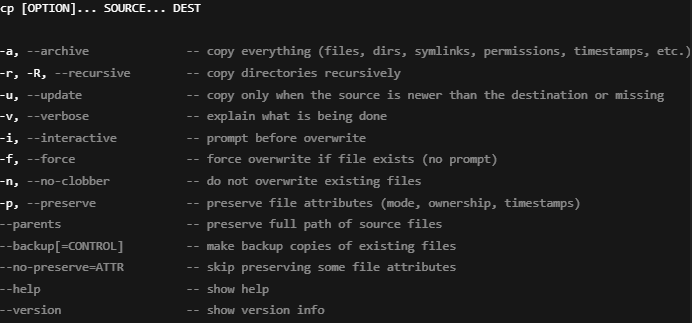 cp [OPTION]... SOURCE... DEST
-a, --archive -- copy everything (files, dirs, symlinks, permissions, timestamps, etc.)
-r, -R, --recursive -- copy directories recursively
-u, --update -- copy only when the source is newer than the destination or missing
-v, --verbose -- explain what is being done
-i, --interactive -- prompt before overwrite
-f, --force -- force overwrite if file exists (no prompt)
-n, --no-clobber -- do not overwrite existing files
-p, --preserve -- preserve file attributes (mode, ownership, timestamps)
--parents -- preserve full path of source files
--backup[=CONTROL] -- make backup copies of existing files
--no-preserve=ATTR -- skip preserving some file attributes
--help -- show help
--version -- show version info